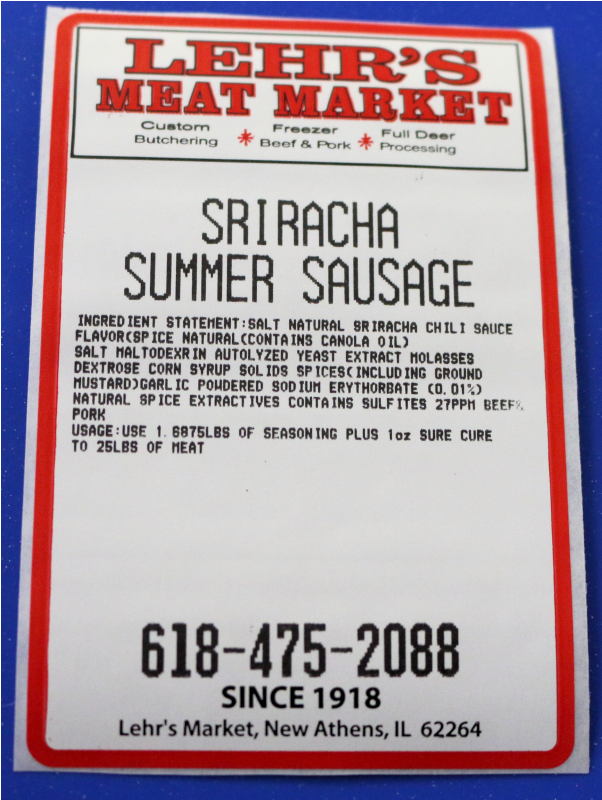 LEHR'S
MEAT MARKET
Custom Butchering * Freezer Beef & Pork * Full Deer Processing
SRIRACHA
SUMMER SAUSAGE
INGREDIENT STATEMENT:SALT NATURAL SRIRACHA CHILI SAUCE
FLAVOR(SPICE NATURAL(CONTAINS CANOLA OIL)
SALT MALTODEXRIN AUTOLYZED YEAST EXTRACT MOLASSES
DEXTROSE CORN SYRUP SOLIDS SPICES(INCLUDING GROUND
MUSTARD)GARLIC POWDERED SODIUM ERYTHORBATE (0.01%)
NATURAL SPICE EXTRACTIVES CONTAINS SULFITES 27PPM BEEF%
PORK
USAGE:USE 1.6875LBS OF SEASONING PLUS 1oz SURE CURE
TO 25LBS OF MEAT
618-475-2088
SINCE 1918
Lehr's Market, New Athens, IL 62264